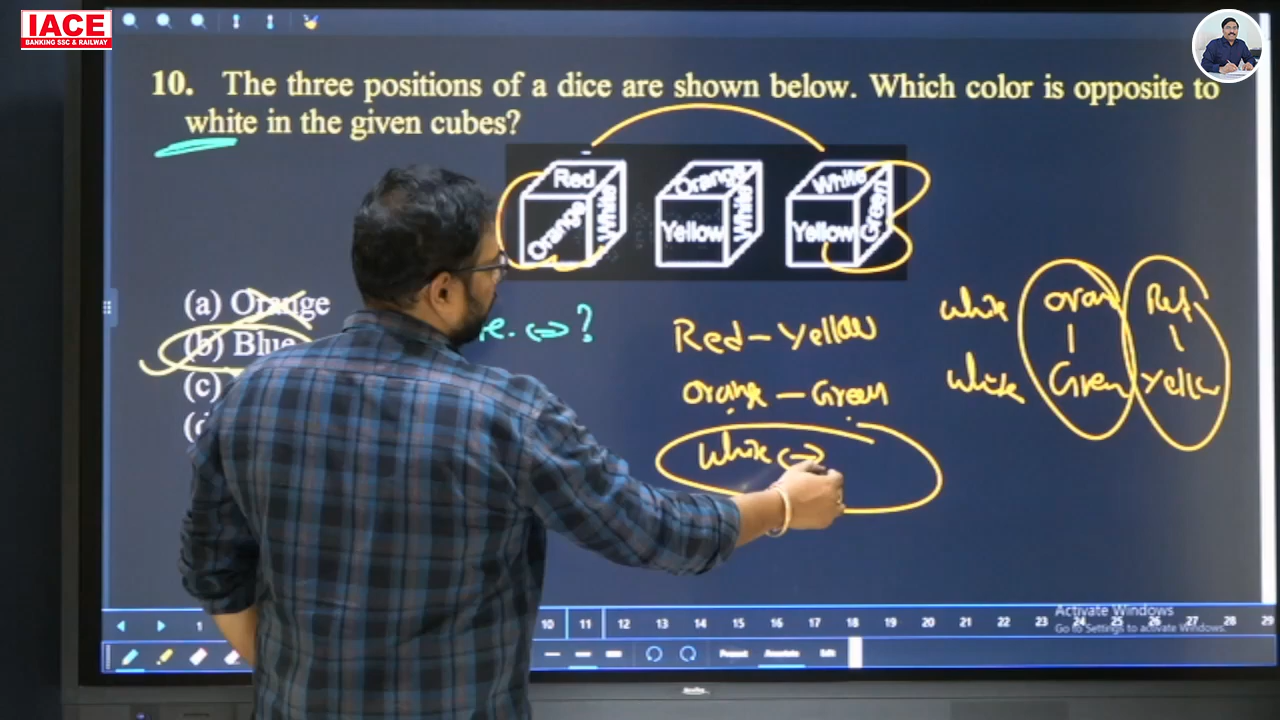 IACE
BANKING SSC & RAILWAY
10. The three positions of a dice are shown below. Which color is opposite to
white in the given cubes?
Red
Orange
White
Orange
Yellow
White
White
Yellow
Green
(a) Orange
(b) Blue
(c)
?
Red - Yellow
Orange - Green
White
White Red
White Green Yellow
Activate Windows
Go to Settings to activate Windows.
1 10 11 12 13 14 15 16 17 18 19 20 21 22 23 24 25 26 27 28 29
Edit